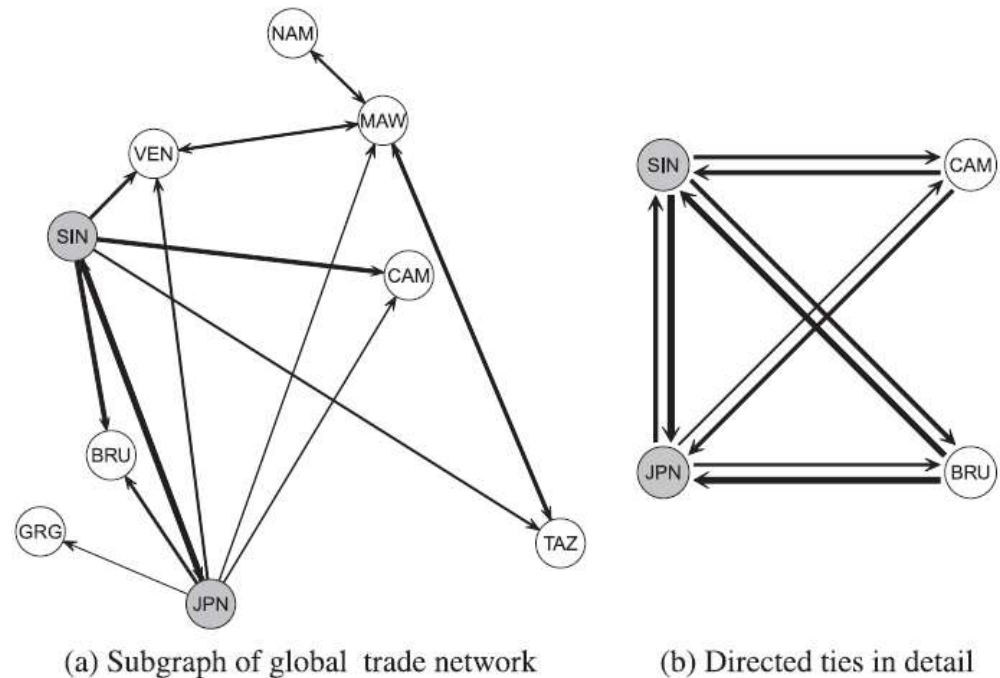 NAM
MAW
VEN
SIN
CAM
BRU
GRG
TAZ
JPN
(a) Subgraph of global trade network
SIN
CAM
JPN
BRU
(b) Directed ties in detail